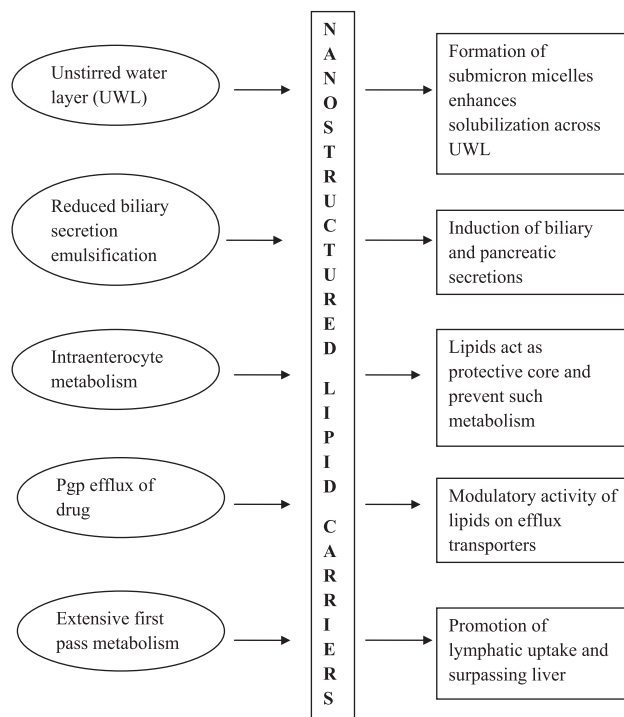 Unstirred water
layer (UWL)
Reduced biliary
secretion
emulsification
Intraenterocyte
metabolism
Pgp efflux of
drug
Extensive first
pass metabolism
N
A
N
O
S
T
R
U
C
T
U
R
E
D
L
I
P
I
D
C
A
R
R
I
E
R
S
Formation of
submicron micelles
enhances
solubilization across
UWL
Induction of biliary
and pancreatic
secretions
Lipids act as
protective core and
prevent such
metabolism
Modulatory activity of
lipids on efflux
transporters
Promotion of
lymphatic uptake and
surpassing liver